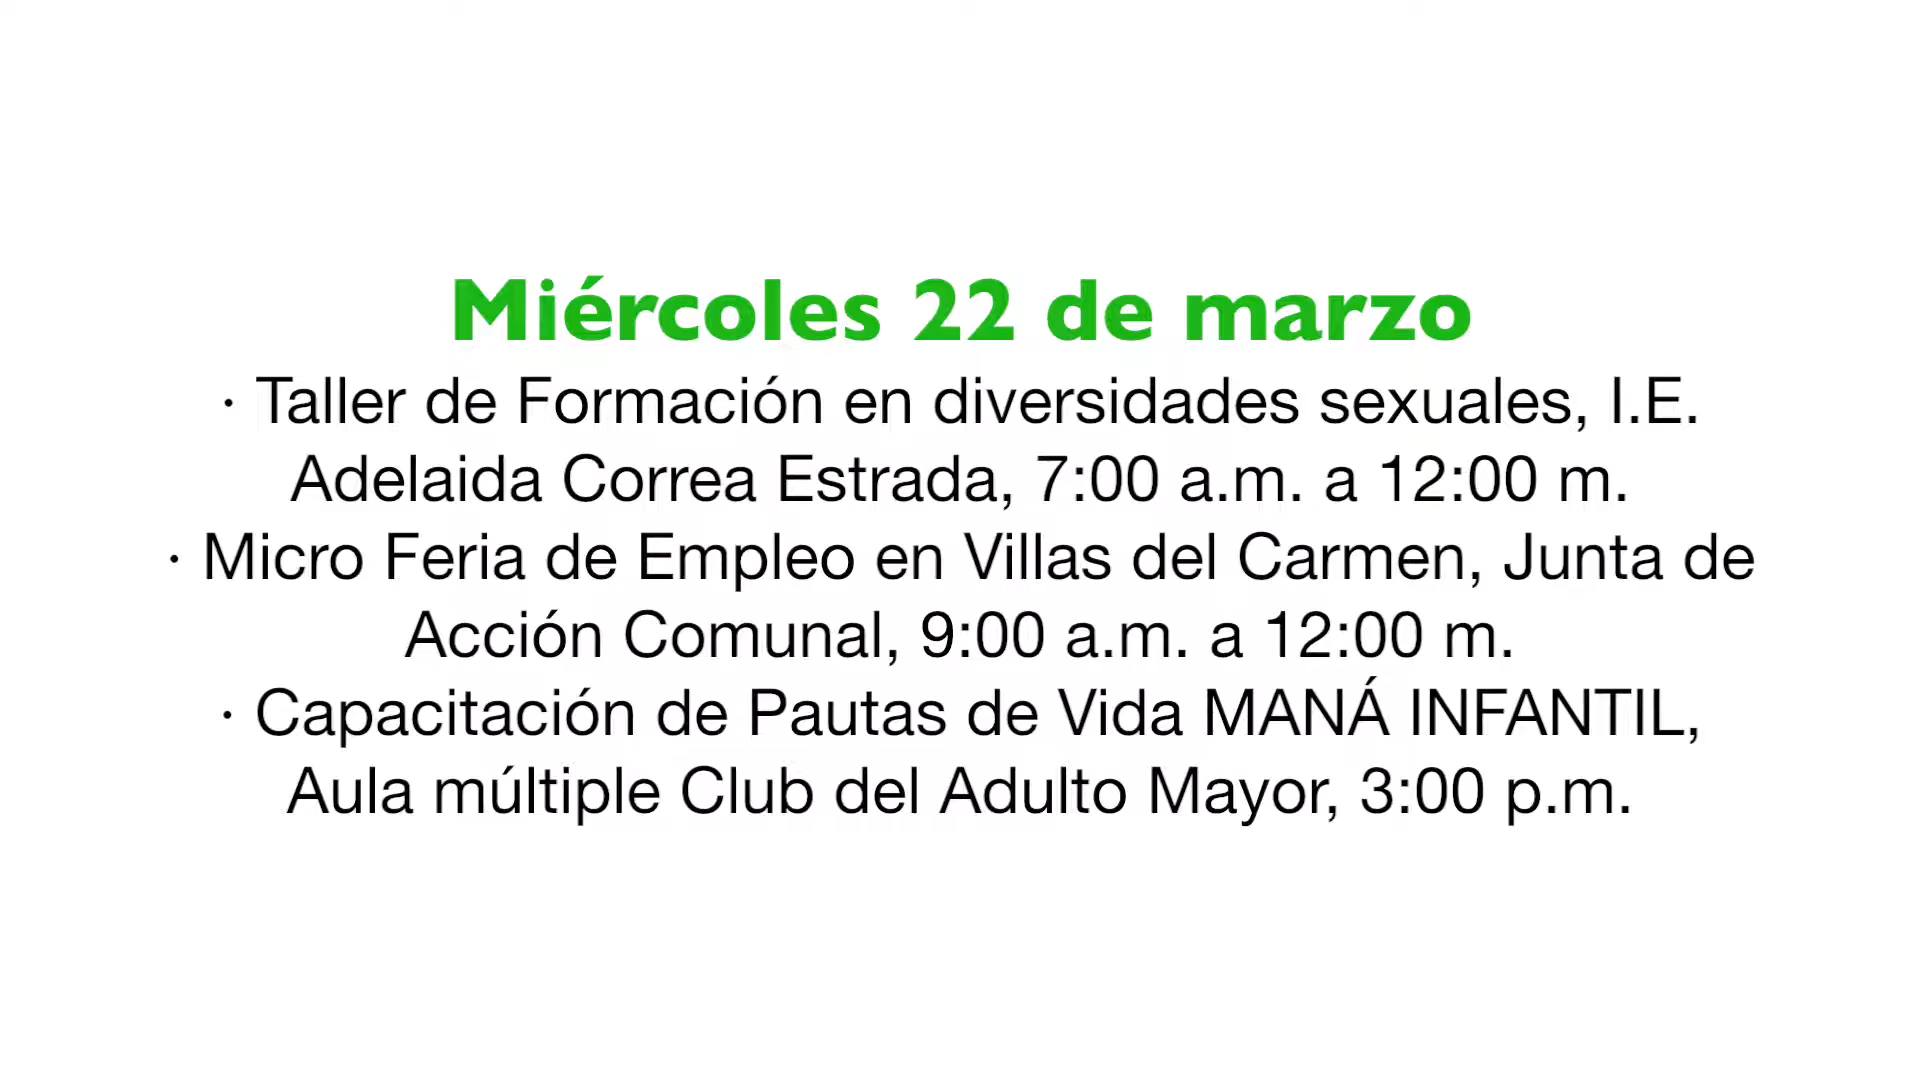 Miércoles 22 de marzo
· Taller de Formación en diversidades sexuales, I.E.
Adelaida Correa Estrada, 7:00 a.m. a 12:00 m.
· Micro Feria de Empleo en Villas del Carmen, Junta de
Acción Comunal, 9:00 a.m. a 12:00 m.
· Capacitación de Pautas de Vida MANÁ INFANTIL,
Aula múltiple Club del Adulto Mayor, 3:00 p.m.